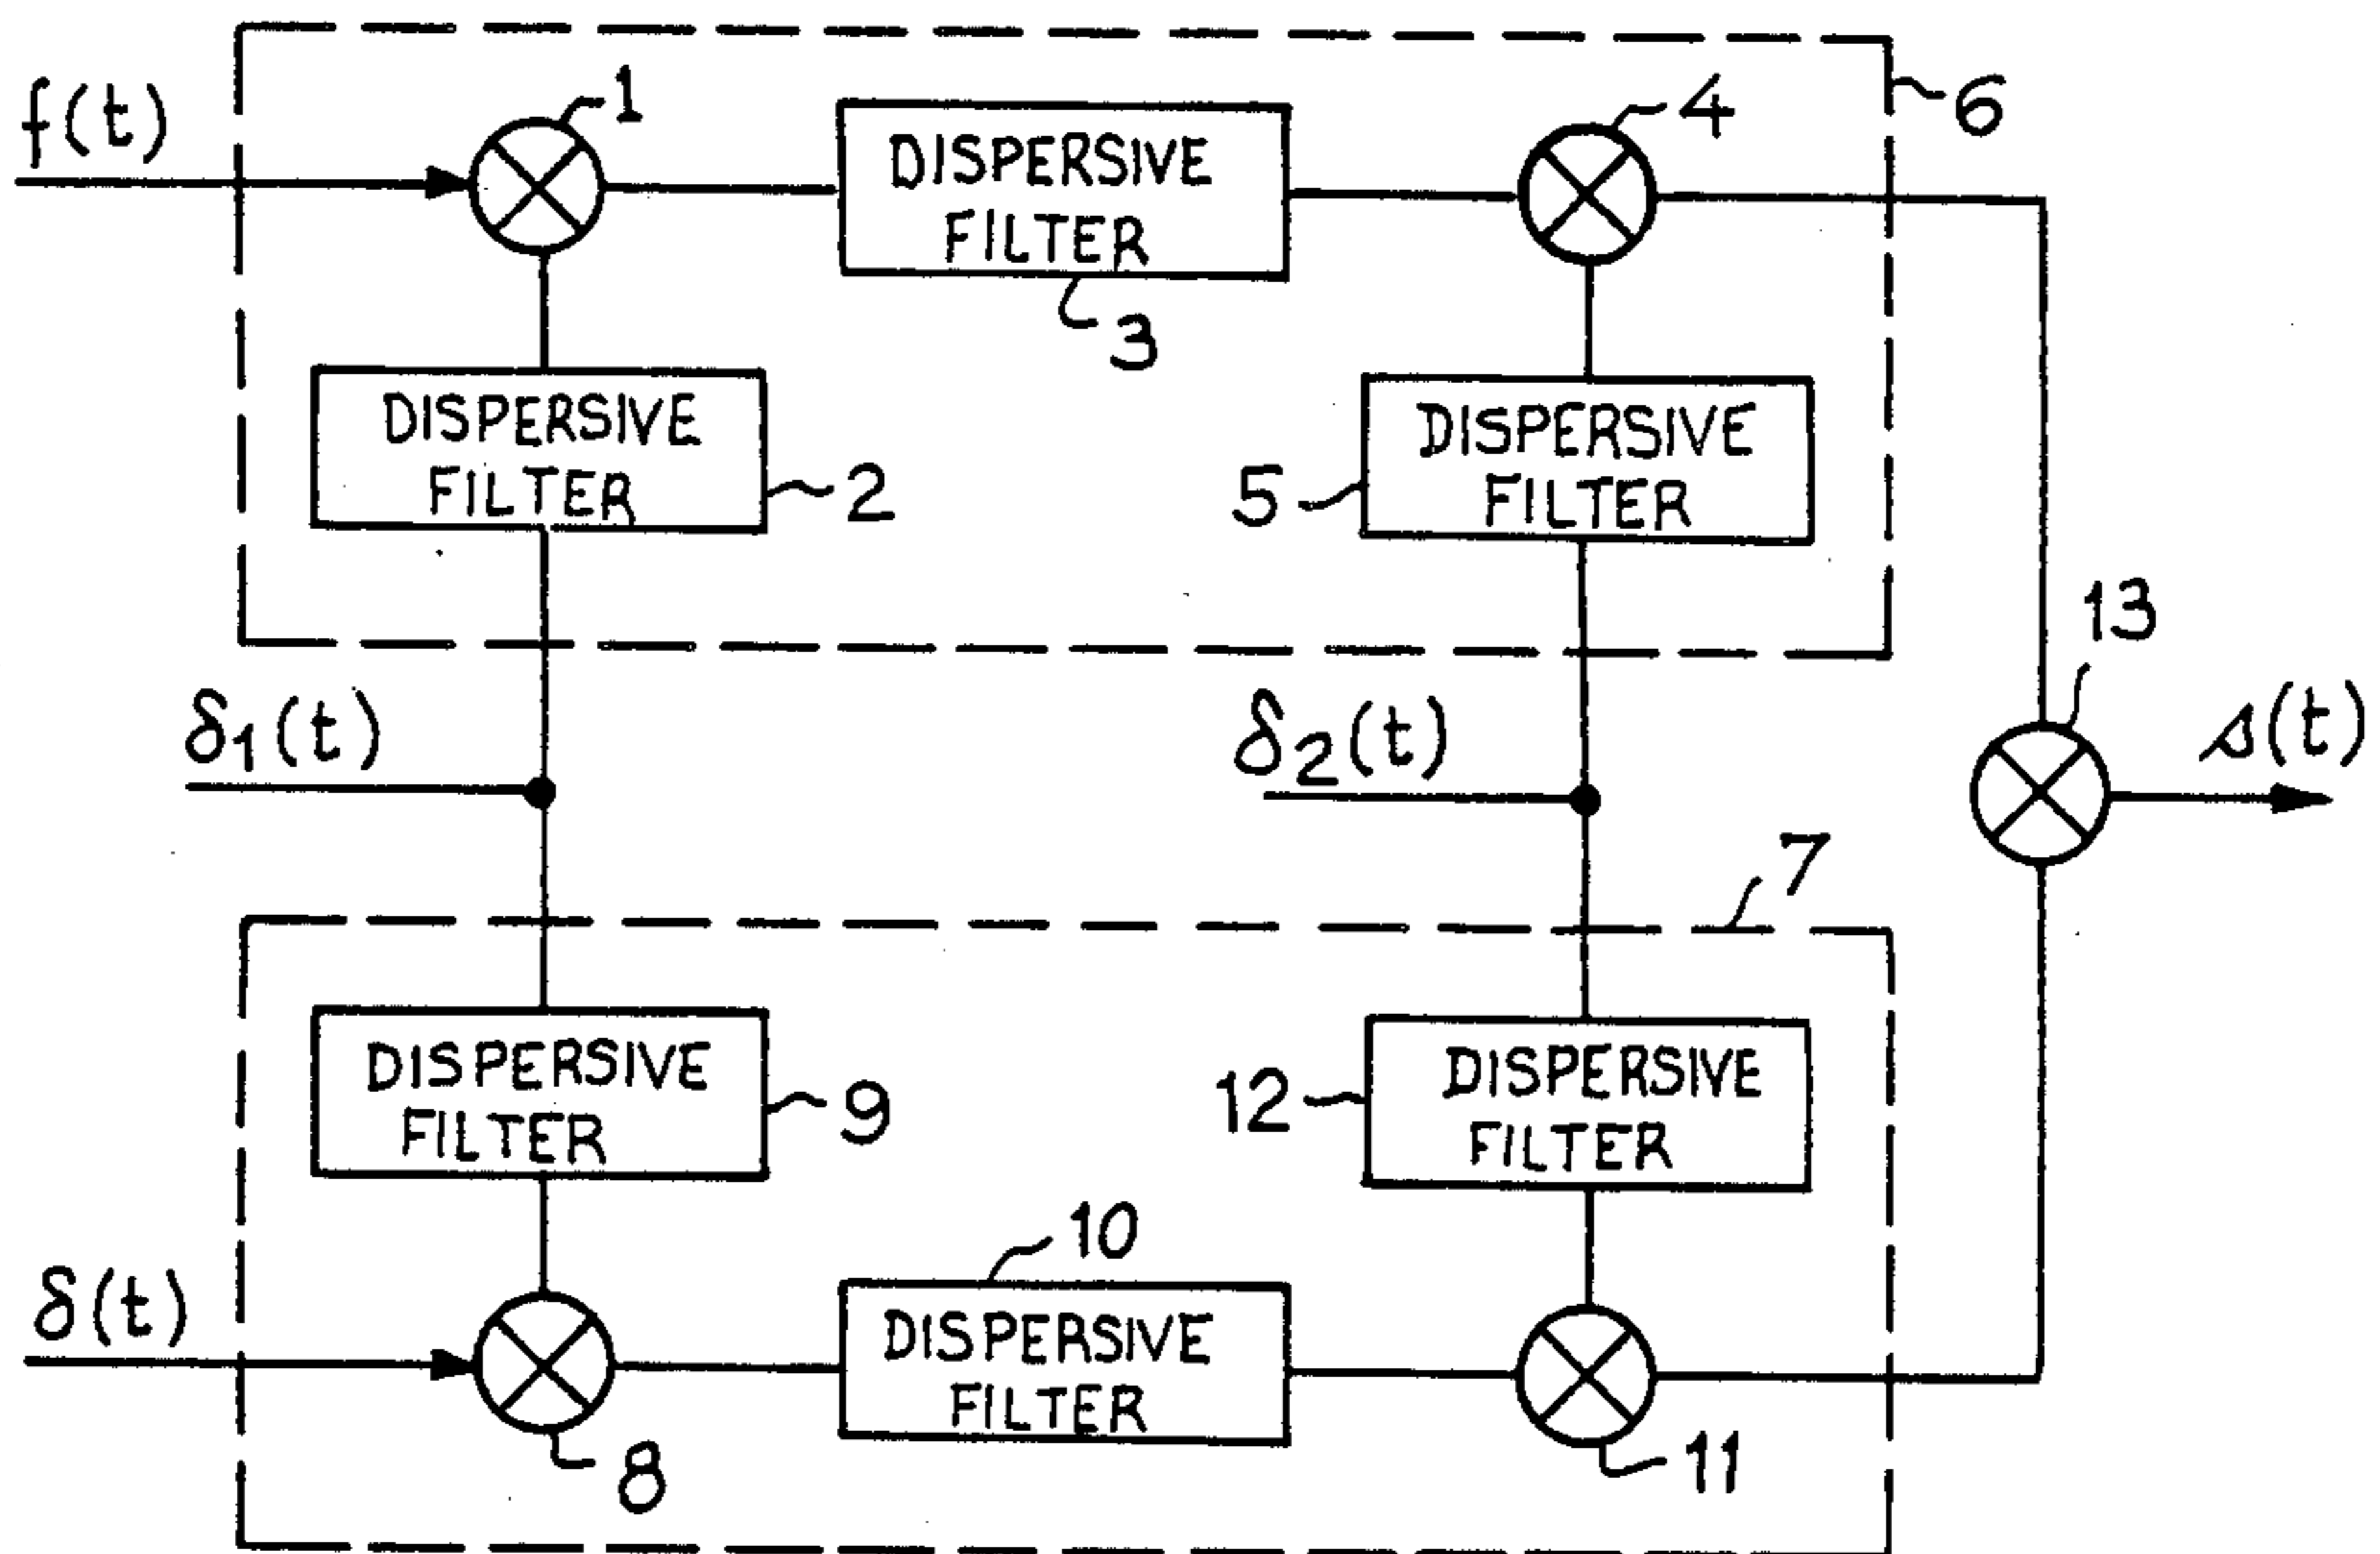 f(t)
1
DISPERSIVE
FILTER
3
4
6
DISPERSIVE
FILTER
2
DISPERSIVE
FILTER
5
13
δ1(t)
δ2(t)
s(t)
7
DISPERSIVE
FILTER
9
DISPERSIVE
FILTER
12
10
δ(t)
DISPERSIVE
FILTER
8
11